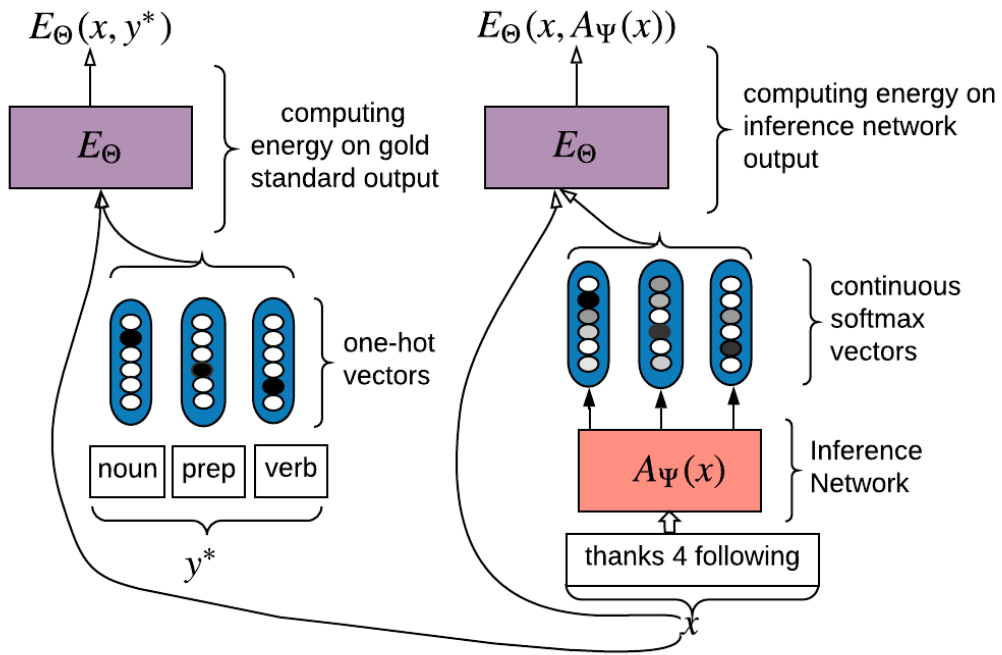 E_Θ(x, y*)
E_Θ
computing
energy on gold
standard output
one-hot
vectors
noun prep verb
y*
E_Θ(x, A_Ψ(x))
E_Θ
computing energy on
inference network
output
continuous
softmax
vectors
A_Ψ(x)
Inference
Network
thanks 4 following
x